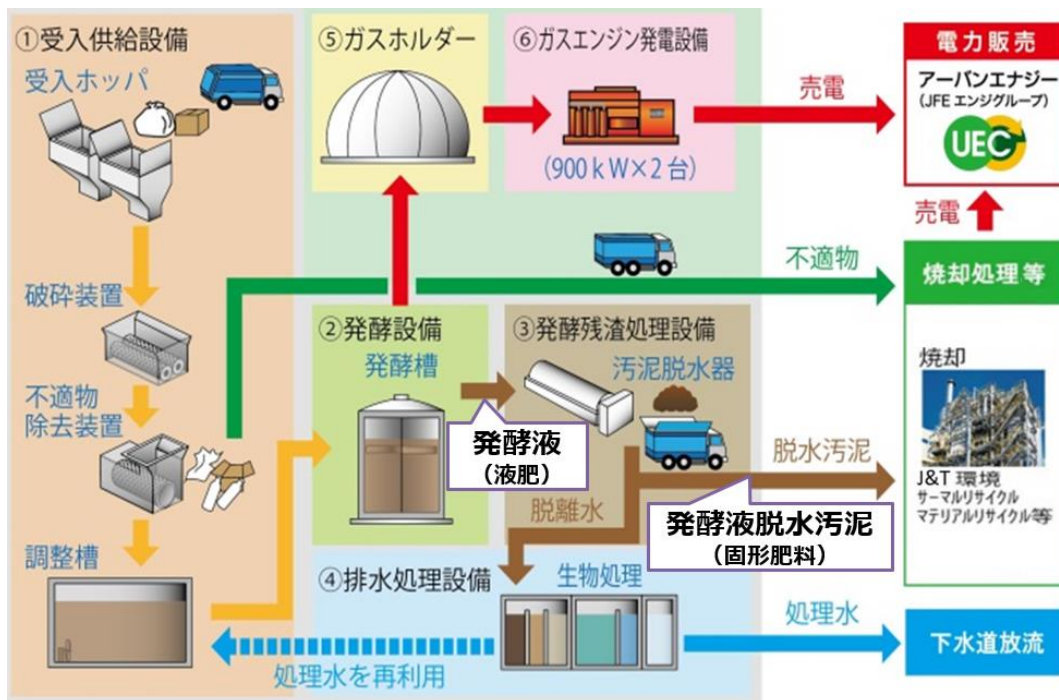 ①受入供給設備
受入ホッパ
破砕装置
不適物
除去装置
調整槽
⑤ガスホルダー
⑥ガスエンジン発電設備
(900kW×2台)
売電
電力販売
アーバンエナジー
(JFEエンジグループ)
UEC
売電
不適物
焼却処理等
②発酵設備
発酵槽
③発酵残渣処理設備
汚泥脱水器
発酵液
（液肥）
脱離水
脱水汚泥
発酵液脱水汚泥
（固形肥料）
焼却
J&T 環境
サーマルリサイクル
マテリアルリサイクル等
④排水処理設備
生物処理
処理水
下水道放流
処理水を再利用